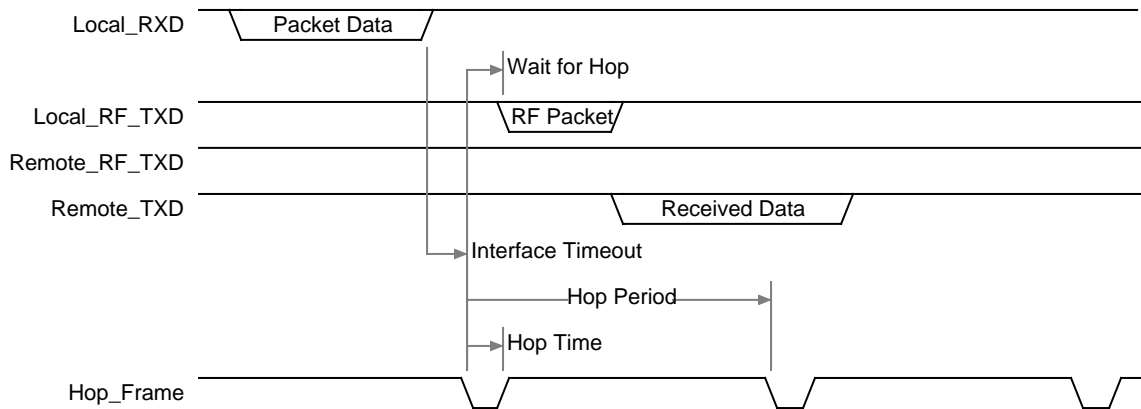 Local_RXD
Packet Data
Wait for Hop
Local_RF_TXD
RF Packet
Remote_RF_TXD
Remote_TXD
Received Data
Interface Timeout
Hop Period
Hop Time
Hop_Frame